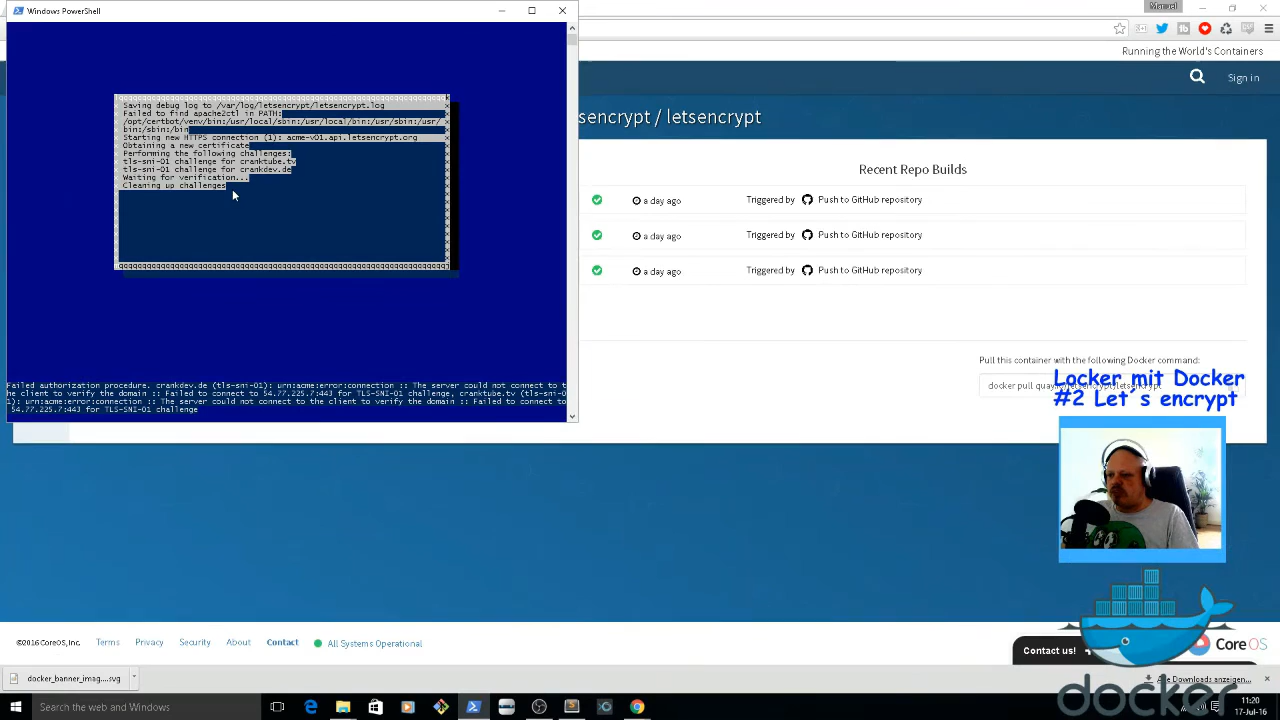 Windows PowerShell
Manuel
Running the World's Containers
Sign in
sencrypt / letsencrypt
Saving debug log to /var/log/letsencrypt/letsencrypt.log
Failed to find apache2ctl in PATH:
/opt/certbot/venv/bin:/usr/local/sbin:/usr/local/bin:/usr/sbin:/usr/
bin:/sbin:/bin
Starting new HTTPS connection (1): acme-v01.api.letsencrypt.org
Obtaining a new certificate
Performing the following challenges:
tls-sni-01 challenge for cranktube.tv
tls-sni-01 challenge for crankdev.de
Waiting for verification...
Cleaning up challenges
Failed authorization procedure. crankdev.de (tls-sni-01): urn:acme:error:connection :: The server could not connect to t
he client to verify the domain :: Failed to connect to 54.77.225.7:443 for TLS-SNI-01 challenge, cranktube.tv (tls-sni-0
1): urn:acme:error:connection :: The server could not connect to the client to verify the domain :: Failed to connect to
54.77.225.7:443 for TLS-SNI-01 challenge
Recent Repo Builds
a day ago Triggered by Push to GitHub repository
a day ago Triggered by Push to GitHub repository
a day ago Triggered by Push to GitHub repository
Pull this container with the following Docker command:
docker pull quay
Locker mit Docker
#2 Let´s encrypt
©2016 CoreOS, Inc. Terms Privacy Security About Contact All Systems Operational
Contact us!
Core OS
docker_banner_imag....svg
Alle Downloads anzeigen...
docker
Search the web and Windows
11:20
17-Jul-16